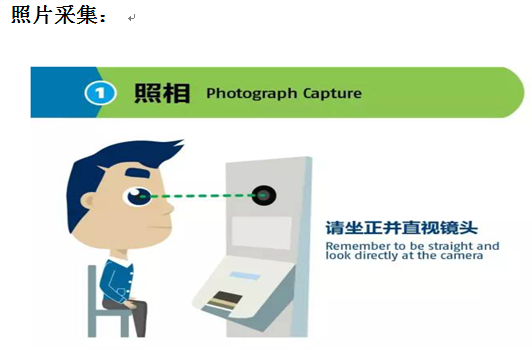 照片采集：
1 照相 Photograph Capture
请坐正并直视镜头
Remember to be straight and
look directly at the camera